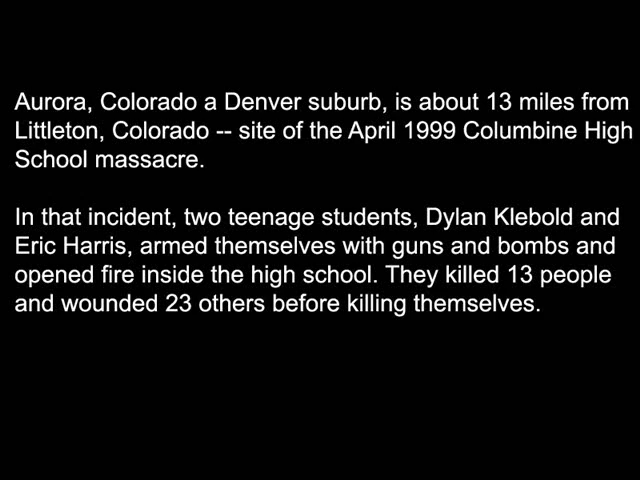 Aurora, Colorado a Denver suburb, is about 13 miles from
Littleton, Colorado -- site of the April 1999 Columbine High
School massacre.
In that incident, two teenage students, Dylan Klebold and
Eric Harris, armed themselves with guns and bombs and
opened fire inside the high school. They killed 13 people
and wounded 23 others before killing themselves.